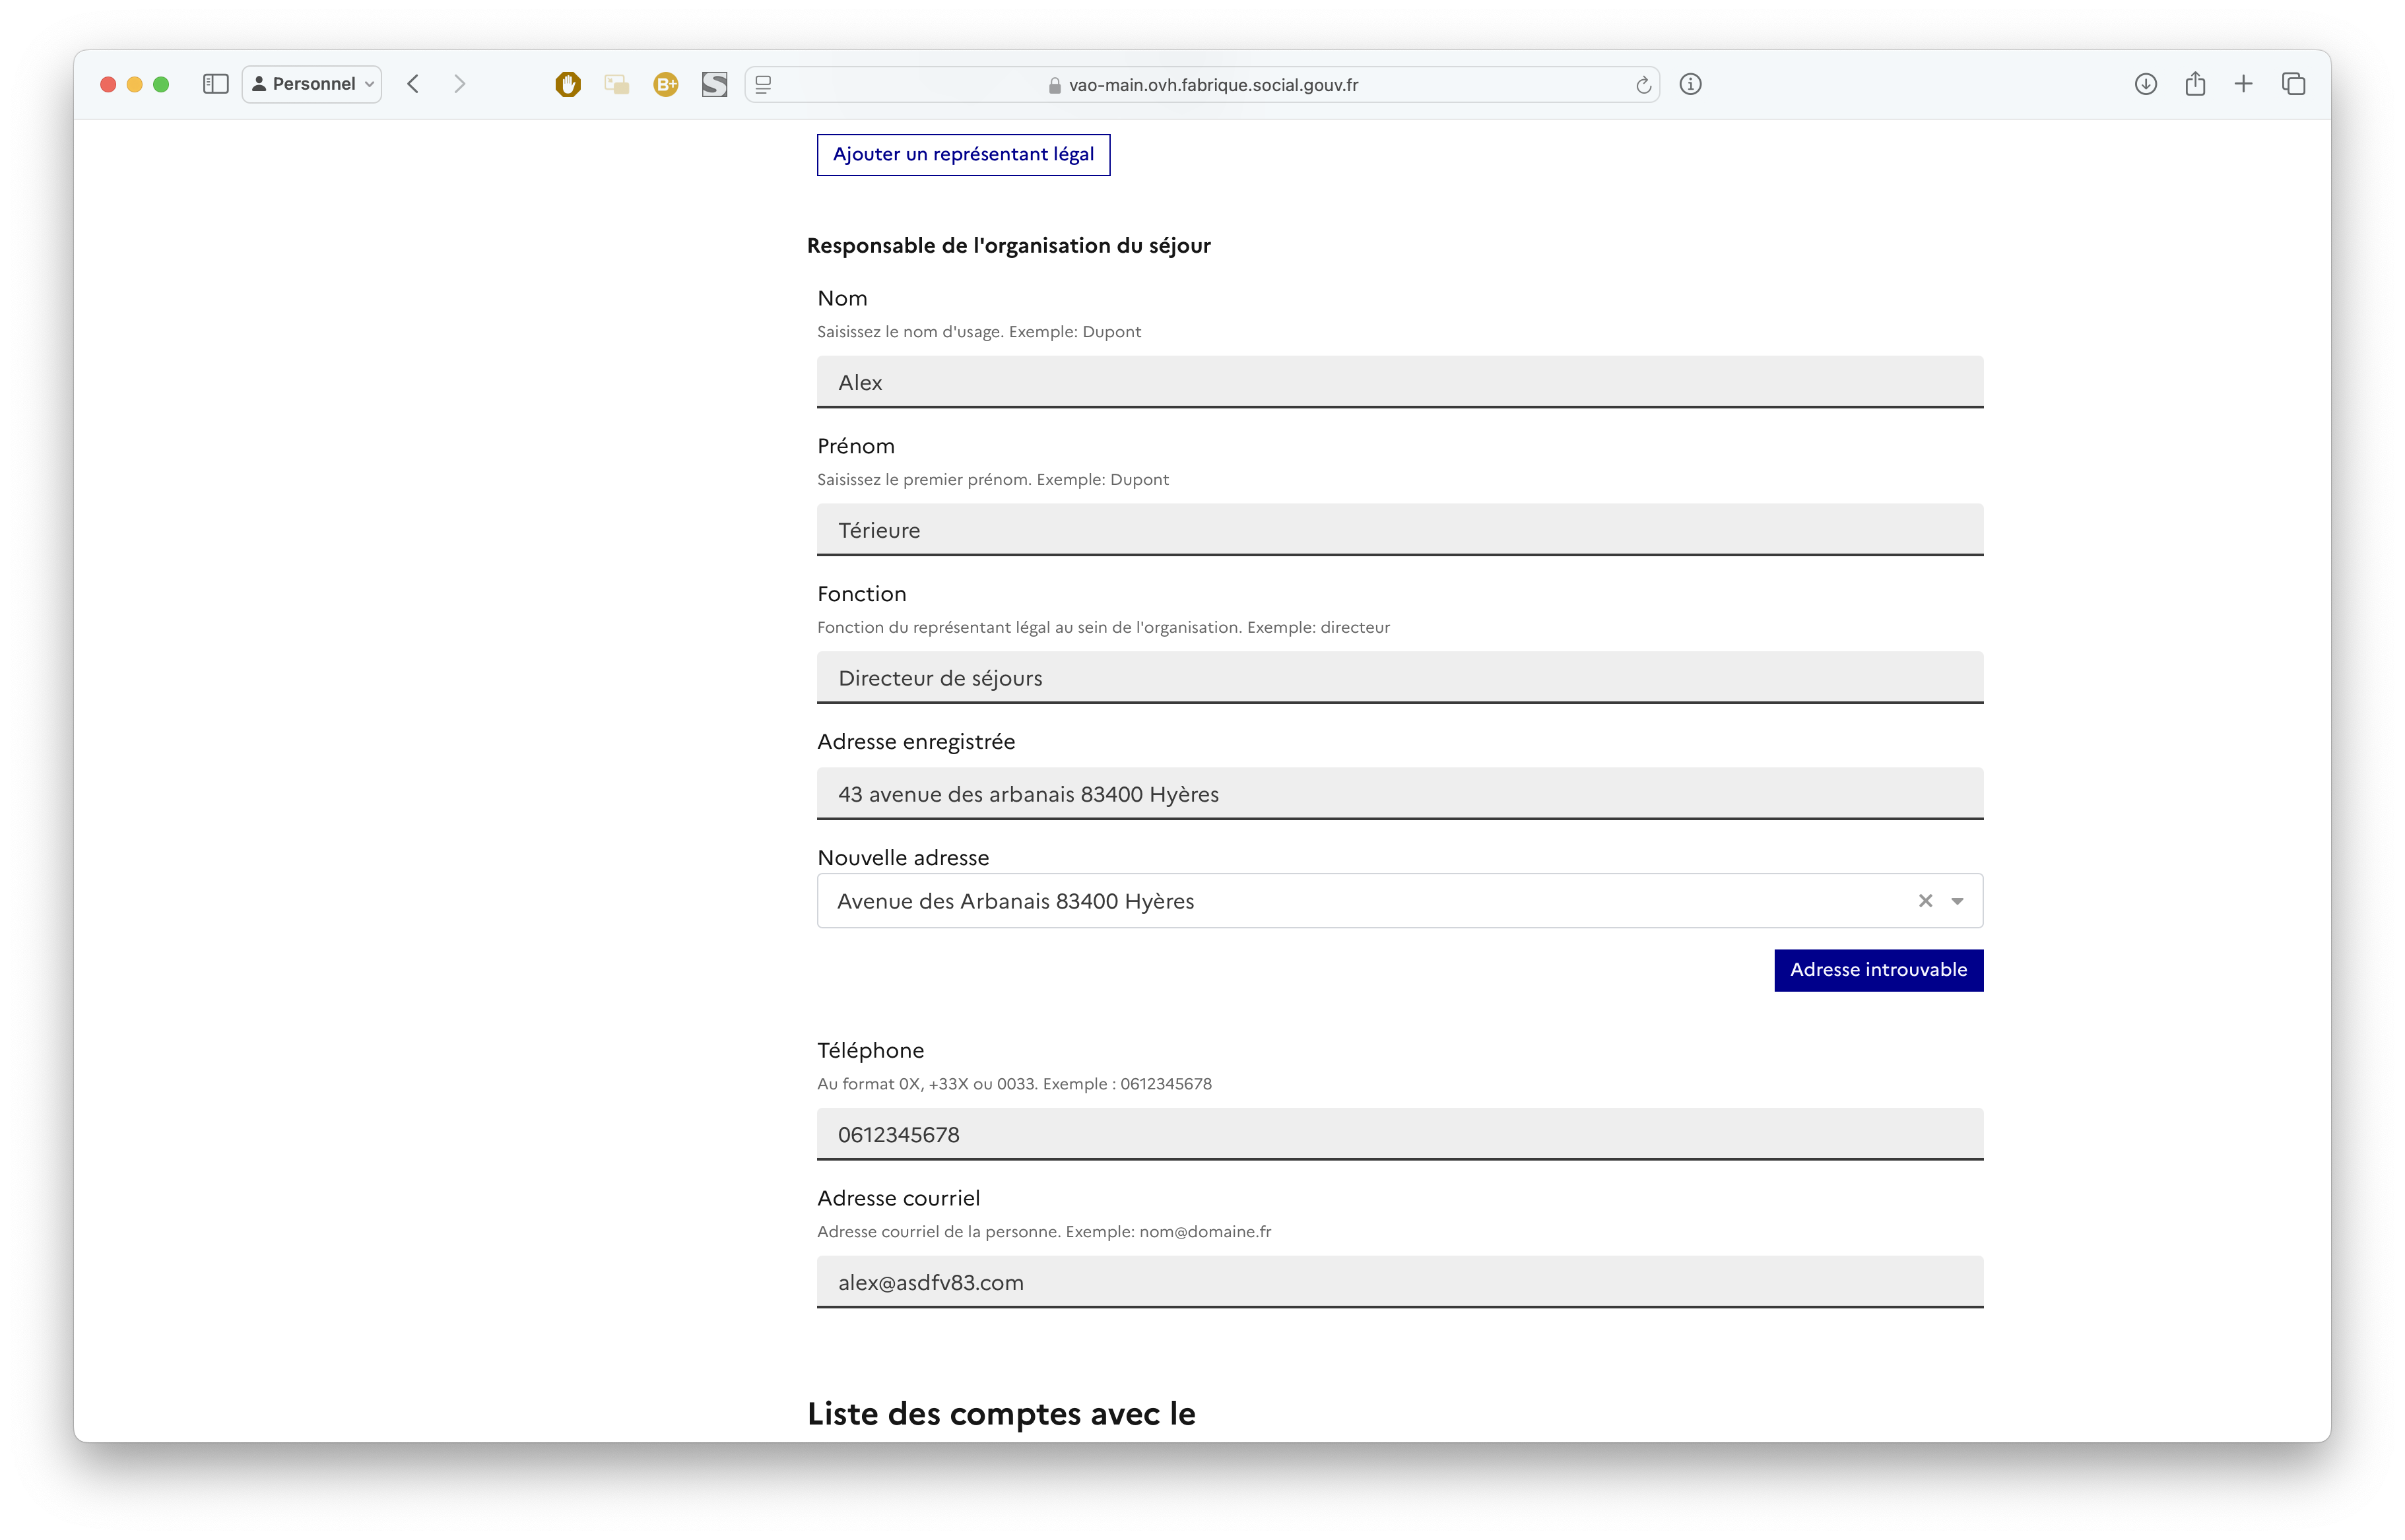 Personnel
B+
vao-main.ovh.fabrique.social.gouv.fr
Ajouter un représentant légal
Responsable de l'organisation du séjour
Nom
Saisissez le nom d'usage. Exemple: Dupont
Alex
Prénom
Saisissez le premier prénom. Exemple: Dupont
Térieure
Fonction
Fonction du représentant légal au sein de l'organisation. Exemple: directeur
Directeur de séjours
Adresse enregistrée
43 avenue des arbanais 83400 Hyères
Nouvelle adresse
Avenue des Arbanais 83400 Hyères
Adresse introuvable
Téléphone
Au format 0X, +33X ou 0033. Exemple : 0612345678
0612345678
Adresse courriel
Adresse courriel de la personne. Exemple: nom@domaine.fr
alex@asdfv83.com
Liste des comptes avec le